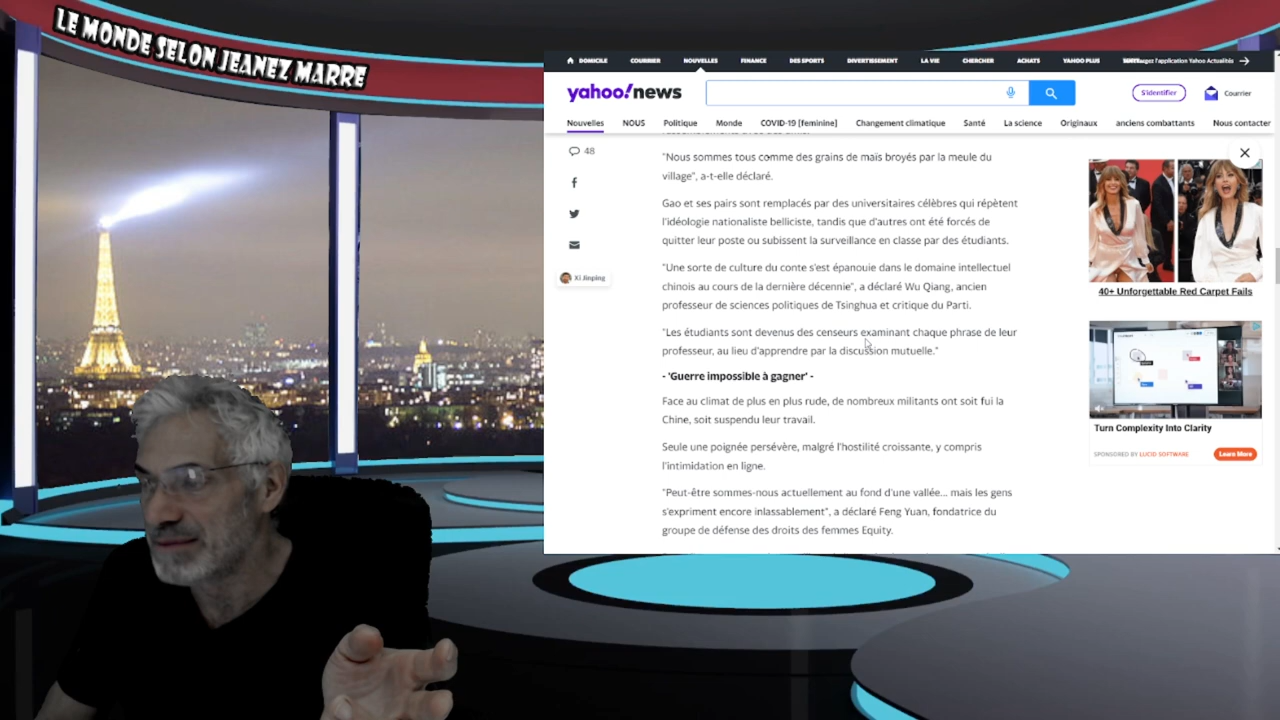 LE MONDE SELON JEANEZ MARRE
DOMICILE COURRIER NOUVELLES FINANCE DES SPORTS DIVERTISSEMENT LA VIE CHERCHER ACHATS YAHOO PLUS l'application Yahoo Actualités
yahoo!news
S'identifier Courrier
Nouvelles NOUS Politique Monde COVID-19 [feminine] Changement climatique Santé La science Originaux anciens combattants Nous contacter
48
"Nous sommes tous comme des grains de maïs broyés par la meule du
village", a-t-elle déclaré.
Gao et ses pairs sont remplacés par des universitaires célèbres qui répètent
l'idéologie nationaliste belliciste, tandis que d'autres ont été forcés de
quitter leur poste ou subissent la surveillance en classe par des étudiants.
Xi Jinping
"Une sorte de culture du conte s'est épanouie dans le domaine intellectuel
chinois au cours de la dernière décennie", a déclaré Wu Qiang, ancien
professeur de sciences politiques de Tsinghua et critique du Parti.
"Les étudiants sont devenus des censeurs examinant chaque phrase de leur
professeur, au lieu d'apprendre par la discussion mutuelle."
- 'Guerre impossible à gagner' -
Face au climat de plus en plus rude, de nombreux militants ont soit fui la
Chine, soit suspendu leur travail.
Seule une poignée persévère, malgré l'hostilité croissante, y compris
l'intimidation en ligne.
"Peut-être sommes-nous actuellement au fond d'une vallée... mais les gens
s'expriment encore inlassablement", a déclaré Feng Yuan, fondatrice du
groupe de défense des droits des femmes Equity.
40+ Unforgettable Red Carpet Fails
Turn Complexity Into Clarity
SPONSORED BY LUCID SOFTWARE
Learn More